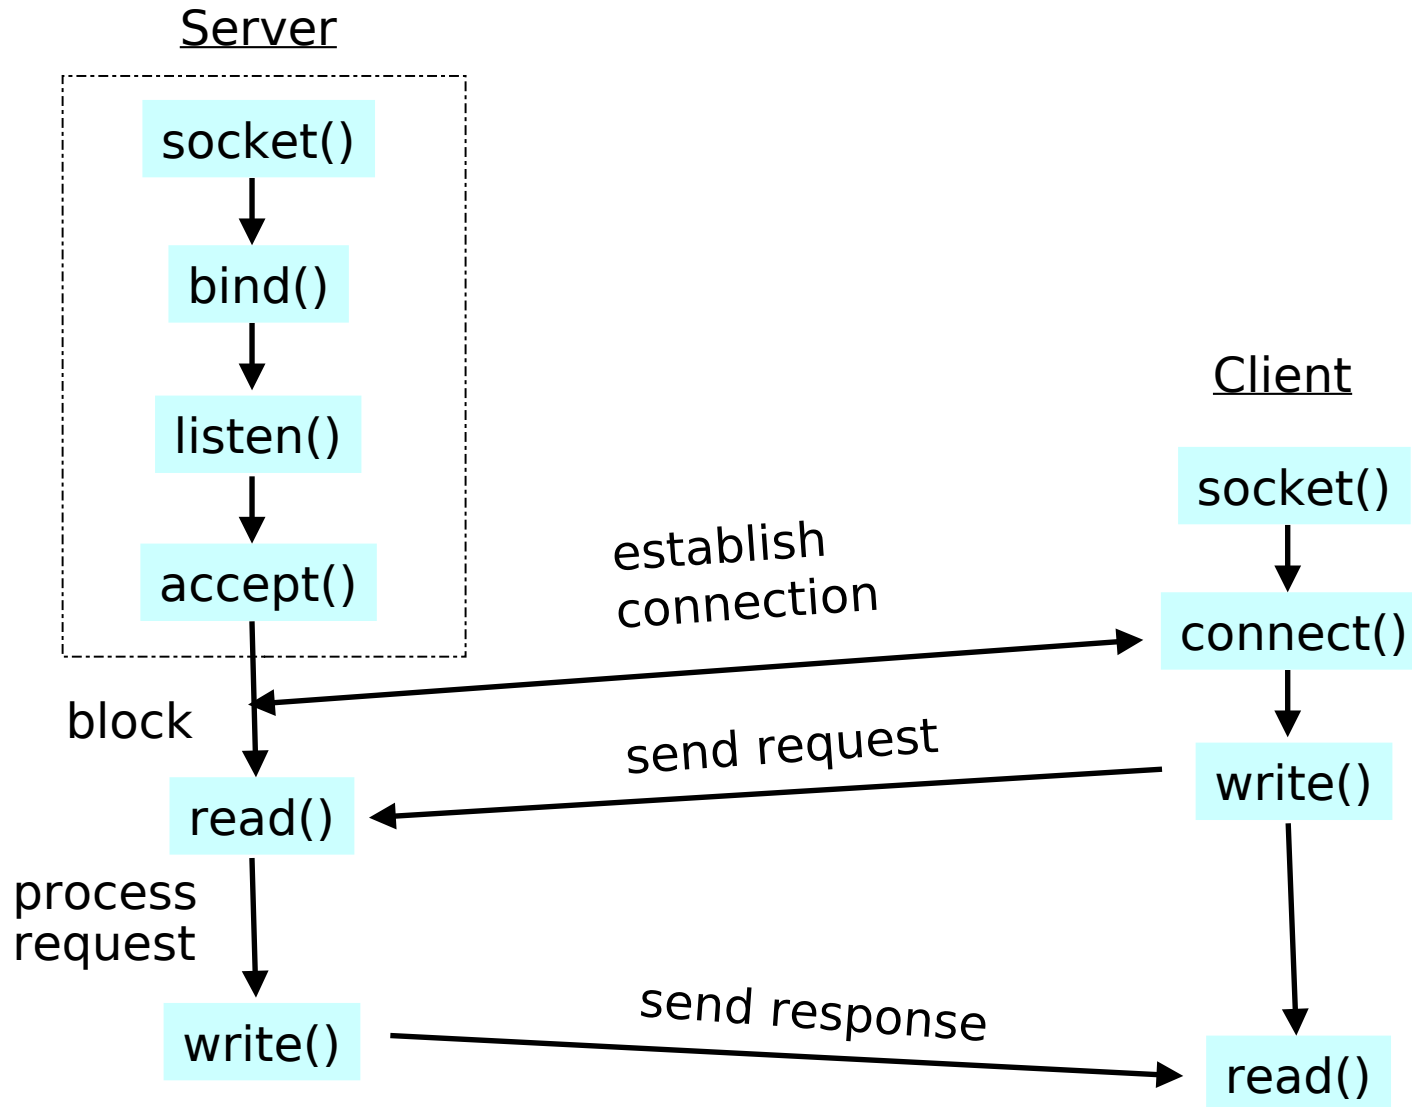 Server
socket()
bind()
listen()
accept()
block
read()
process
request
write()
establish
connection
send request
send response
Client
socket()
connect()
write()
read()